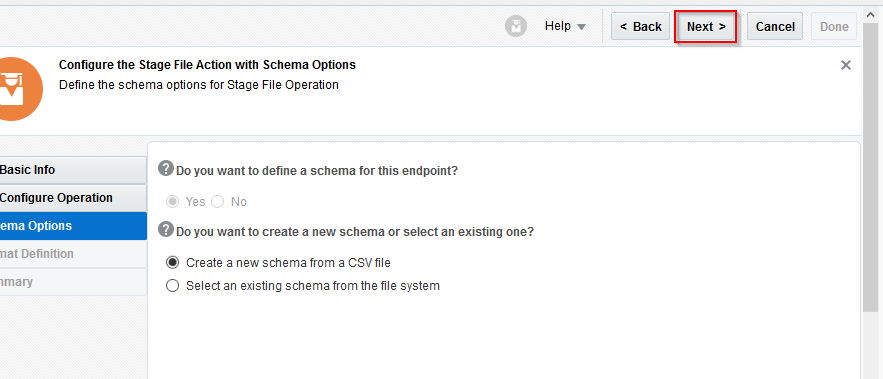 Help
< Back
Next >
Cancel
Done
Configure the Stage File Action with Schema Options
Define the schema options for Stage File Operation
Basic Info
Configure Operation
ema Options
mat Definition
mmary
Do you want to define a schema for this endpoint?
Yes No
Do you want to create a new schema or select an existing one?
Create a new schema from a CSV file
Select an existing schema from the file system